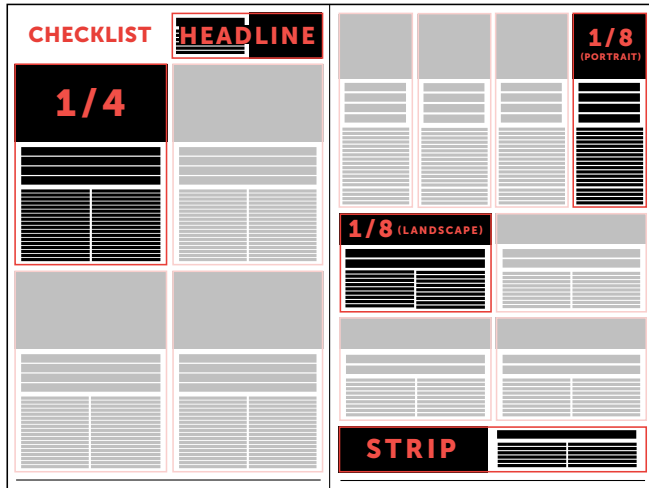 CHECKLIST
HEADLINE
1/4
1/8
(PORTRAIT)
1/8 (LANDSCAPE)
STRIP